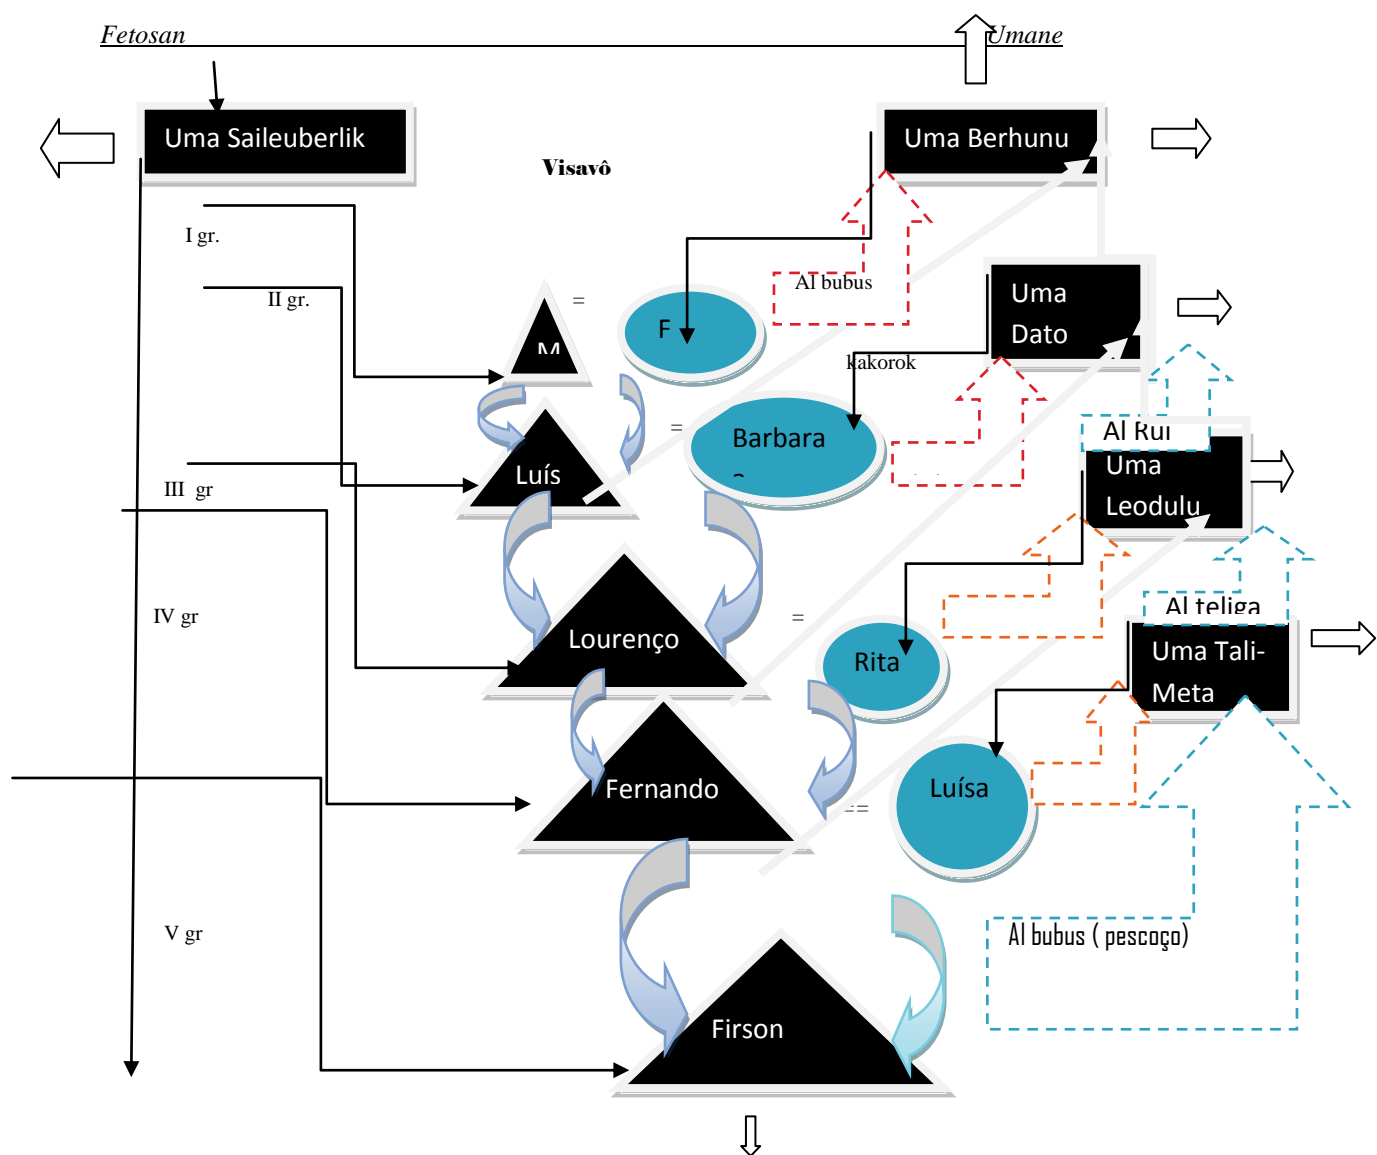 Fetosan
Umane
Uma Saileuberlik
Uma Berhunu
Visavô
I gr.
II gr.
=
M
F
Al bubus
Uma
Dato
kakorok
=
Barbara
Luís
Al Rui
Uma
Leodulu
III gr
IV gr
=
Lourenço
Rita
Al teliga
Uma Tali-
Meta
Fernando
==
Luísa
V gr
Al bubus ( pescoço)
Firson